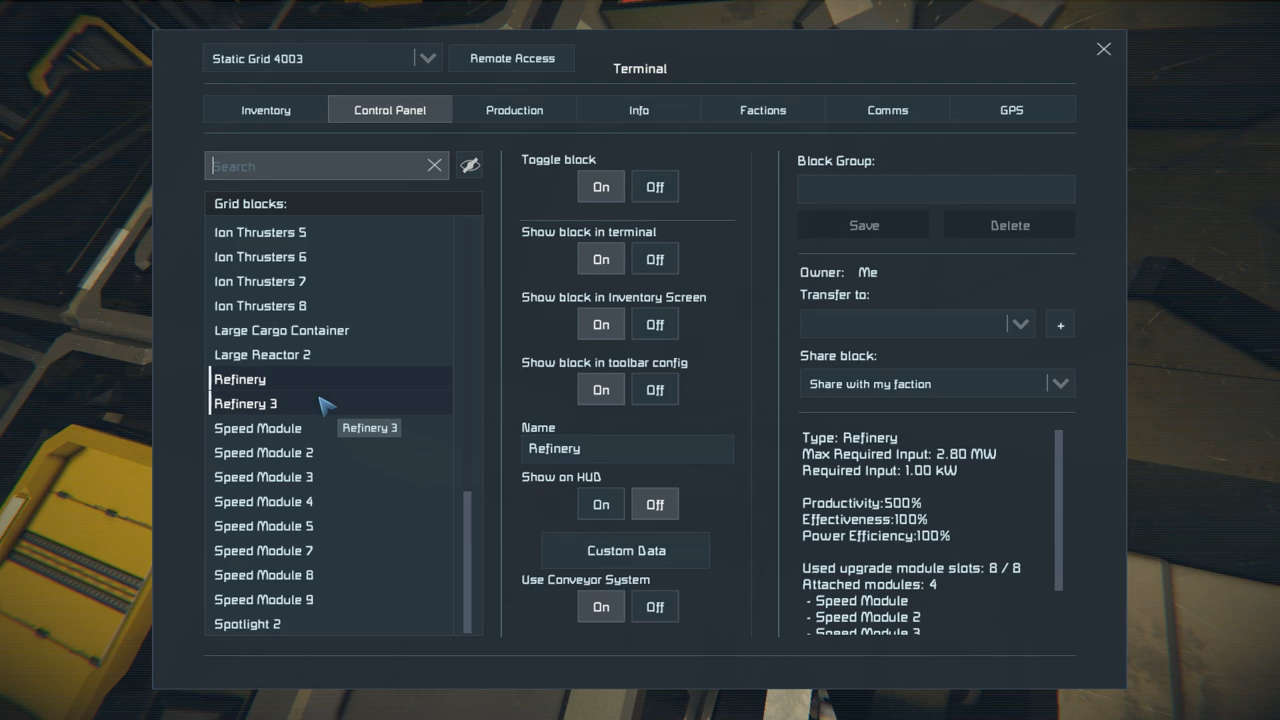 Static Grid 4003
Remote Access
Terminal
Inventory
Control Panel
Production
Info
Factions
Comms
GPS
Search
Grid blocks:
Ion Thrusters 5
Ion Thrusters 6
Ion Thrusters 7
Ion Thrusters 8
Large Cargo Container
Large Reactor 2
Refinery
Refinery 3
Refinery 3
Speed Module
Speed Module 2
Speed Module 3
Speed Module 4
Speed Module 5
Speed Module 7
Speed Module 8
Speed Module 9
Spotlight 2
Toggle block
On Off
Show block in terminal
On Off
Show block in Inventory Screen
On Off
Show block in toolbar config
On Off
Name
Refinery
Show on HUD
On Off
Custom Data
Use Conveyor System
On Off
Block Group:
Save Delete
Owner: Me
Transfer to:
+
Share block:
Share with my faction
Type: Refinery
Max Required Input: 2.80 MW
Required Input: 1.00 kW
Productivity:500%
Effectiveness:100%
Power Efficiency:100%
Used upgrade module slots: 8 / 8
Attached modules: 4
- Speed Module
- Speed Module 2
- Speed Module 3